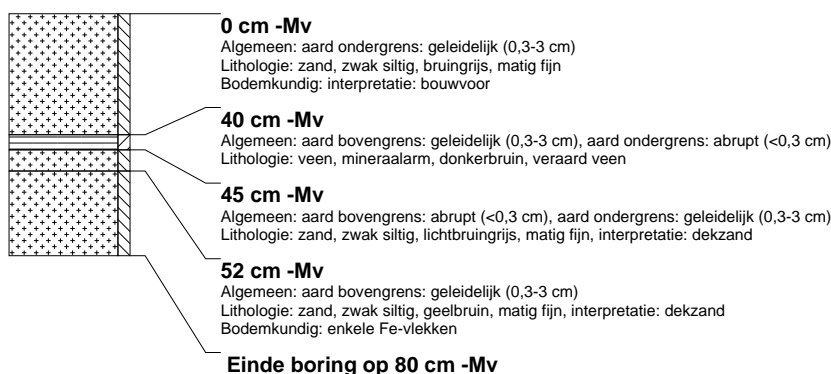 0 cm -Mv
Algemeen: aard ondergrens: geleidelijk (0,3-3 cm)
Lithologie: zand, zwak siltig, bruingrijs, matig fijn
Bodemkundig: interpretatie: bouwvoor
40 cm -Mv
Algemeen: aard bovengrens: geleidelijk (0,3-3 cm), aard ondergrens: abrupt (<0,3 cm)
Lithologie: veen, mineraalarm, donkerbruin, veraard veen
45 cm -Mv
Algemeen: aard bovengrens: abrupt (<0,3 cm), aard ondergrens: geleidelijk (0,3-3 cm)
Lithologie: zand, zwak siltig, lichtbruingrijs, matig fijn, interpretatie: dekzand
52 cm -Mv
Algemeen: aard bovengrens: geleidelijk (0,3-3 cm)
Lithologie: zand, zwak siltig, geelbruin, matig fijn, interpretatie: dekzand
Bodemkundig: enkele Fe-vlekken
Einde boring op 80 cm -Mv